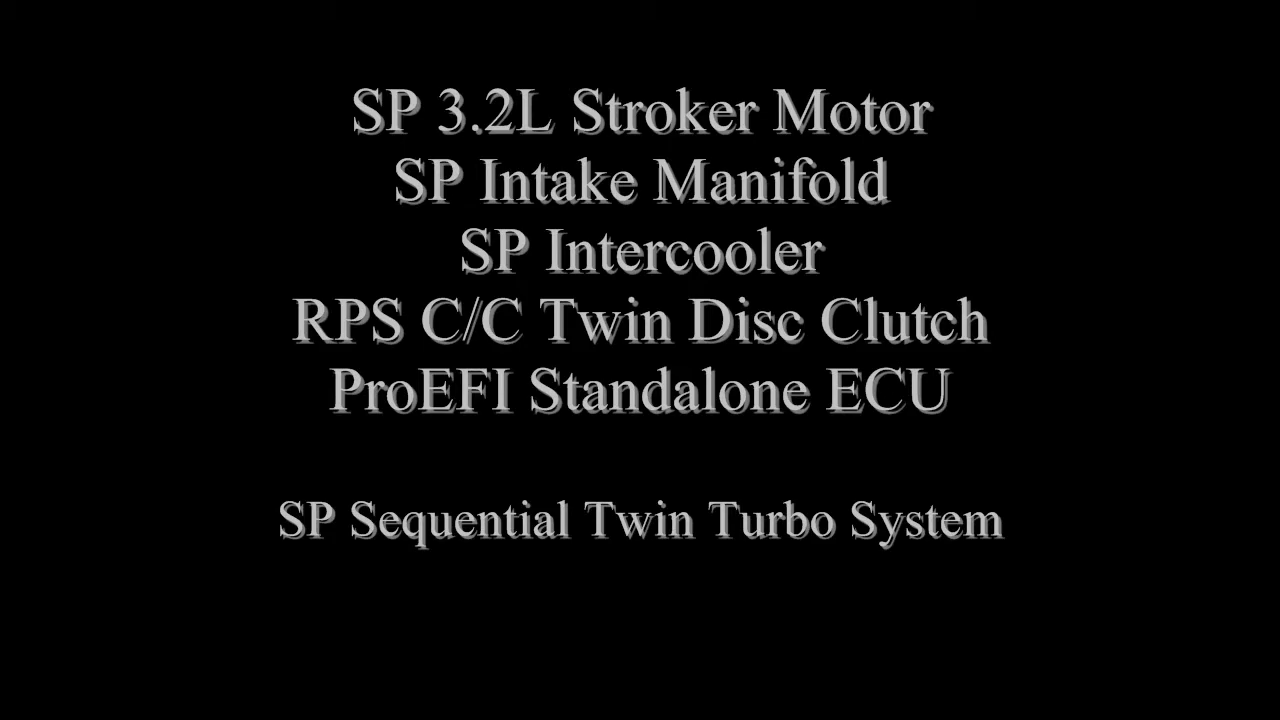 SP 3.2L Stroker Motor
SP Intake Manifold
SP Intercooler
RPS C/C Twin Disc Clutch
ProEFI Standalone ECU
SP Sequential Twin Turbo System